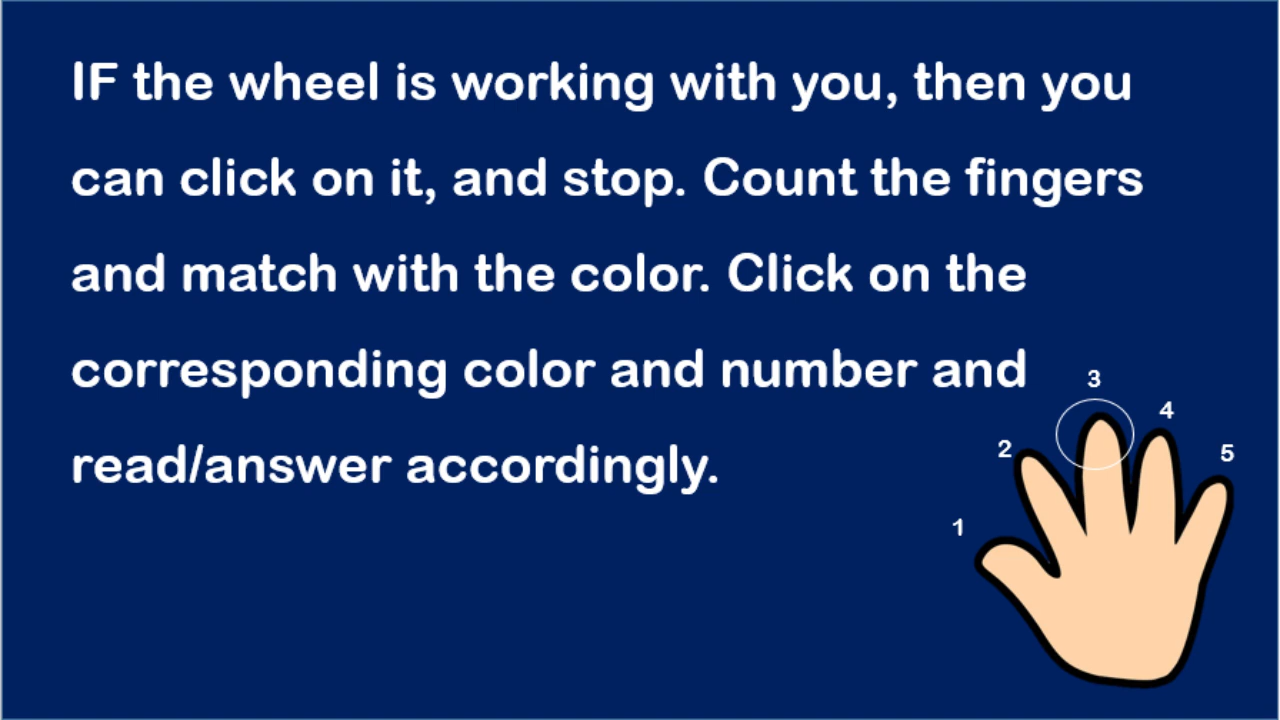 IF the wheel is working with you, then you
can click on it, and stop. Count the fingers
and match with the color. Click on the
corresponding color and number and
read/answer accordingly.
3
4
2
5
1